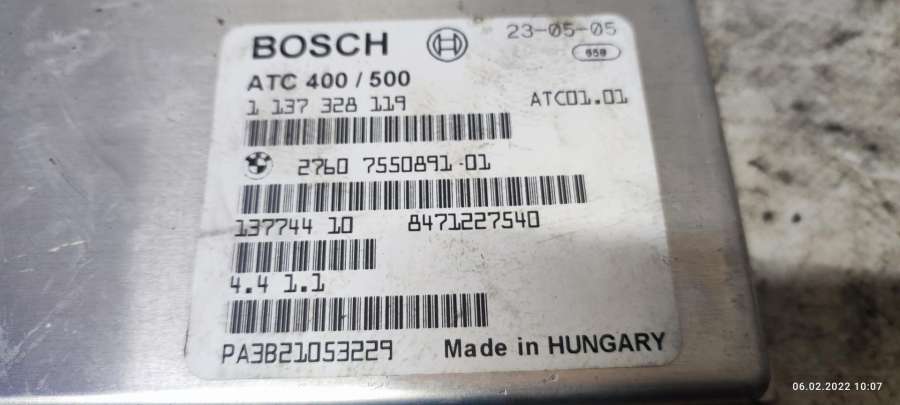 BOSCH
23-05-05
658
ATC 400 / 500
1 137 328 119
ATC01.01
2760 7550891-01
137744 10
8471227540
4.4 1.1
PA3B21053229
Made in HUNGARY
06.02.2022 10:07